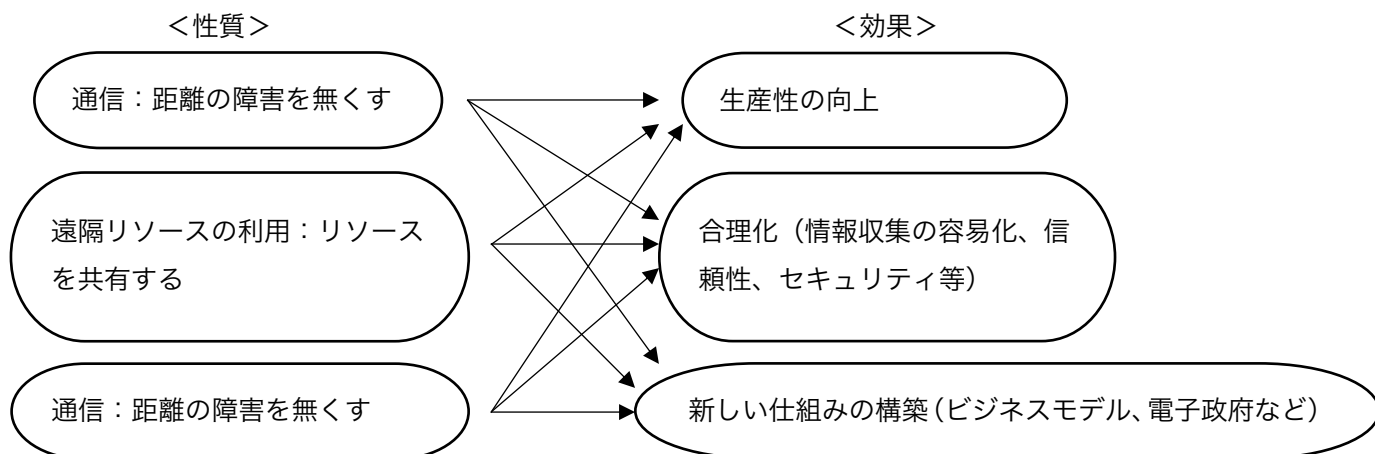 ＜性質＞
＜効果＞
通信：距離の障害を無くす
生産性の向上
遠隔リソースの利用：リソース
を共有する
合理化（情報収集の容易化、信
頼性、セキュリティ等）
通信：距離の障害を無くす
新しい仕組みの構築（ビジネスモデル、電子政府など）